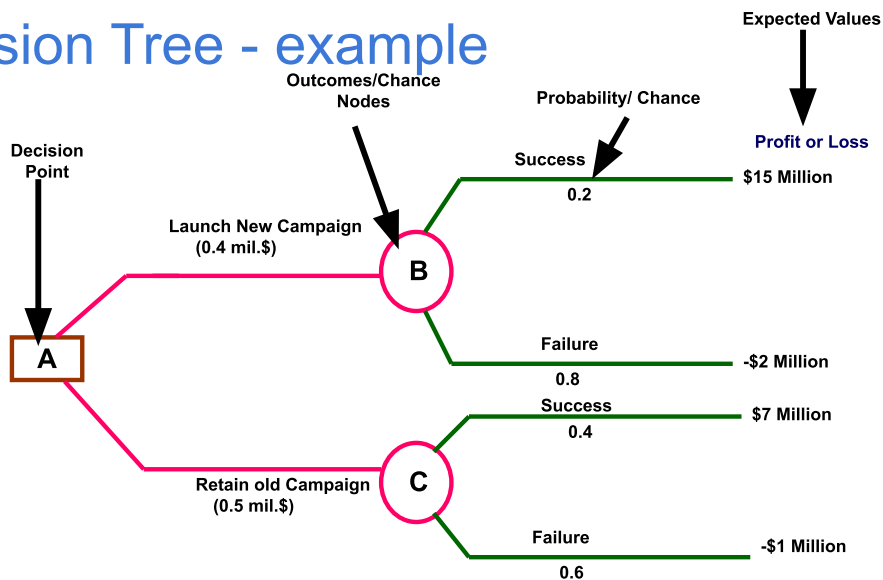 sion Tree - example
Expected Values
Outcomes/Chance
Nodes
Probability/ Chance
Decision
Point
Profit or Loss
Success
$15 Million
0.2
Launch New Campaign
(0.4 mil.$)
B
A
Failure
-$2 Million
0.8
Success
$7 Million
0.4
C
Retain old Campaign
(0.5 mil.$)
Failure
-$1 Million
0.6